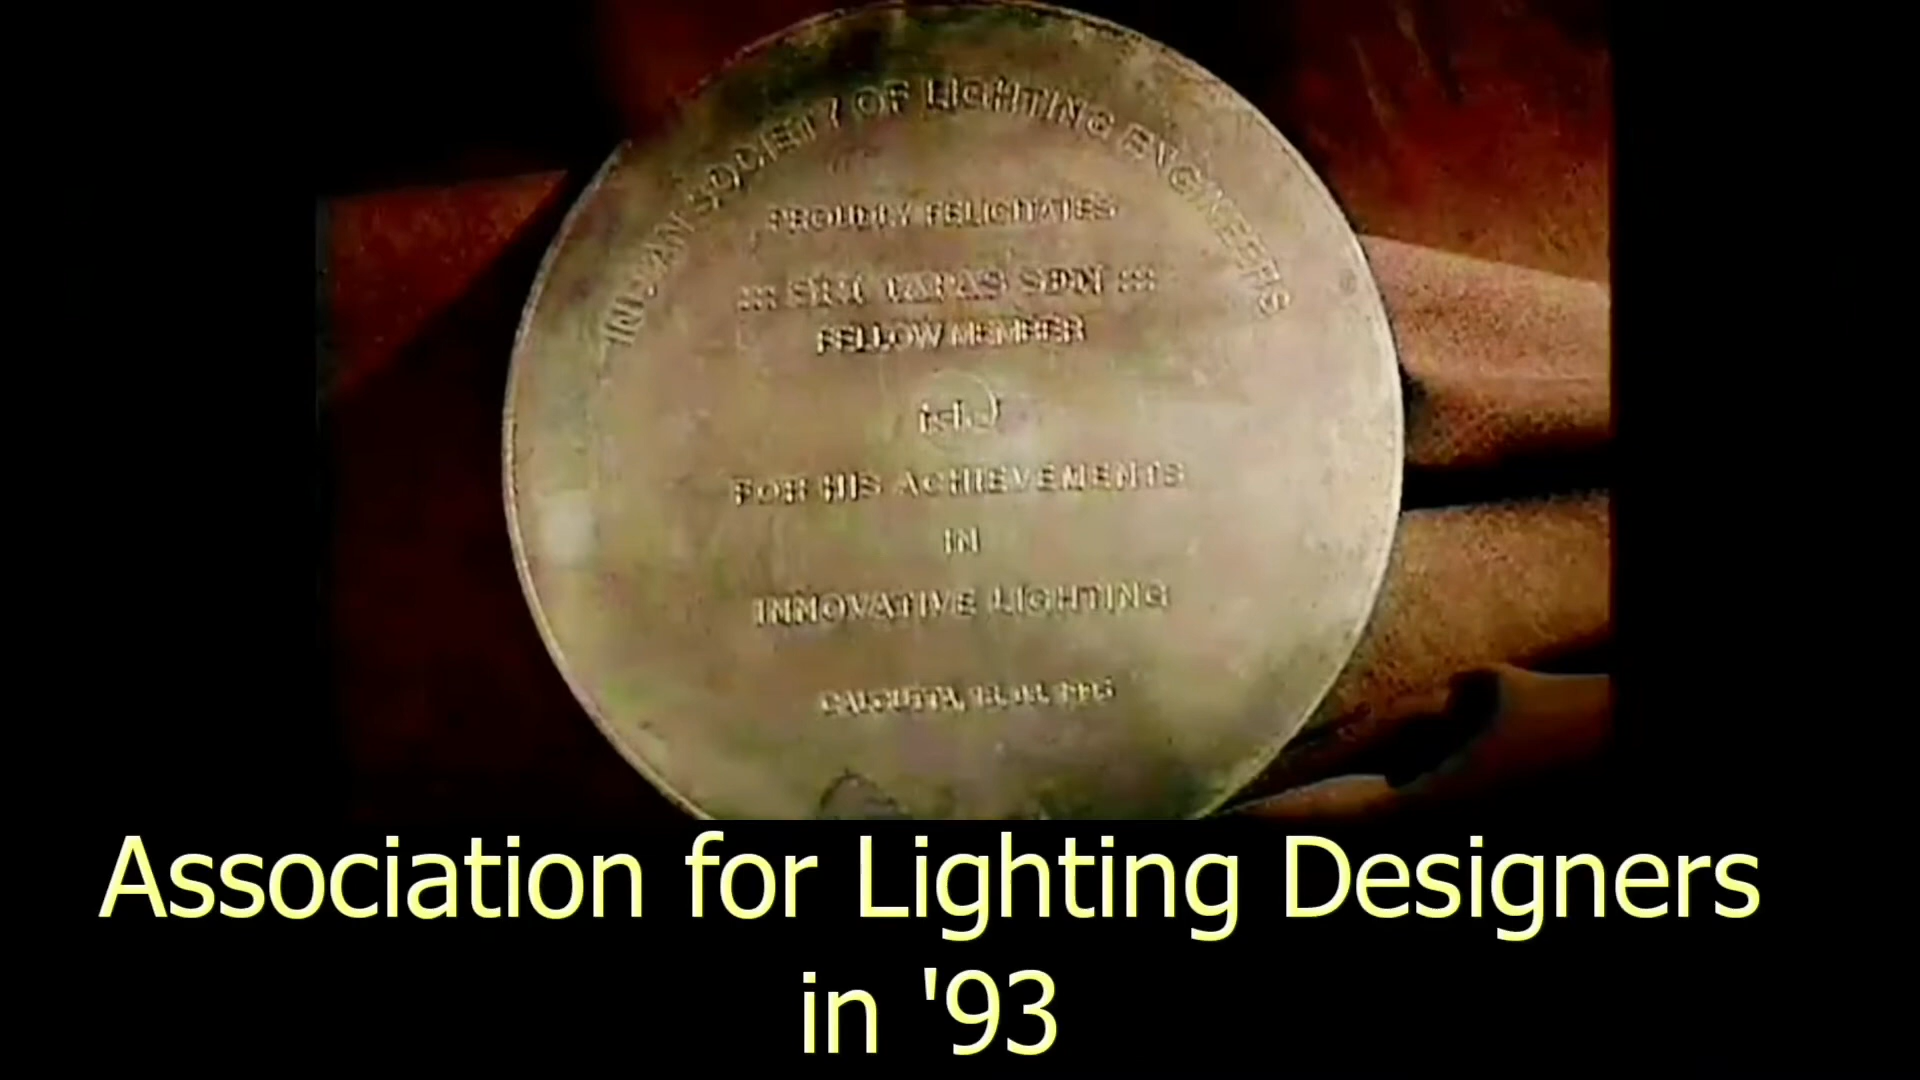 INDIAN SOCIETY OF LIGHTING ENGINEERS
PROUDLY FELICITATES
::: SRI TAPAS SEN :::
FELLOW MEMBER
isle
FOR HIS ACHIEVEMENTS
IN
INNOVATIVE LIGHTING
CALCUTTA,
Association for Lighting Designers
in '93